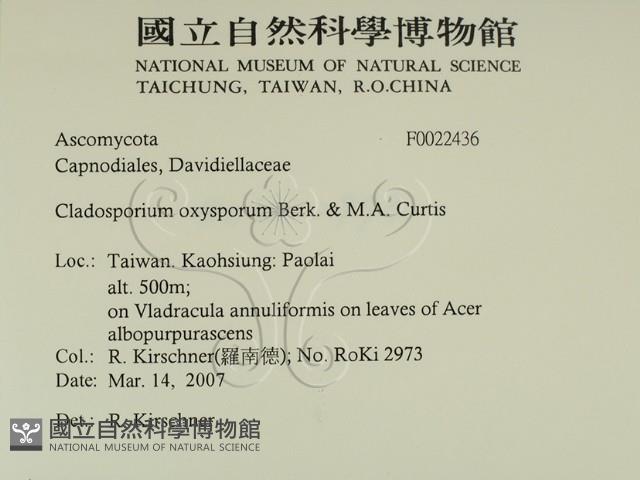 國立自然科學博物館
NATIONAL MUSEUM OF NATURAL SCIENCE
TAICHUNG, TAIWAN, R.O.CHINA
Ascomycota F0022436
Capnodiales, Davidiellaceae
Cladosporium oxysporum Berk. & M.A. Curtis
Loc.: Taiwan. Kaohsiung: Paolai
alt. 500m;
on Vladracula annuliformis on leaves of Acer
albopurpurascens
Col.: R. Kirschner(羅南德); No. RoKi 2973
Date: Mar. 14, 2007
Det.: R. Kirschner
國立自然科學博物館
NATIONAL MUSEUM OF NATURAL SCIENCE